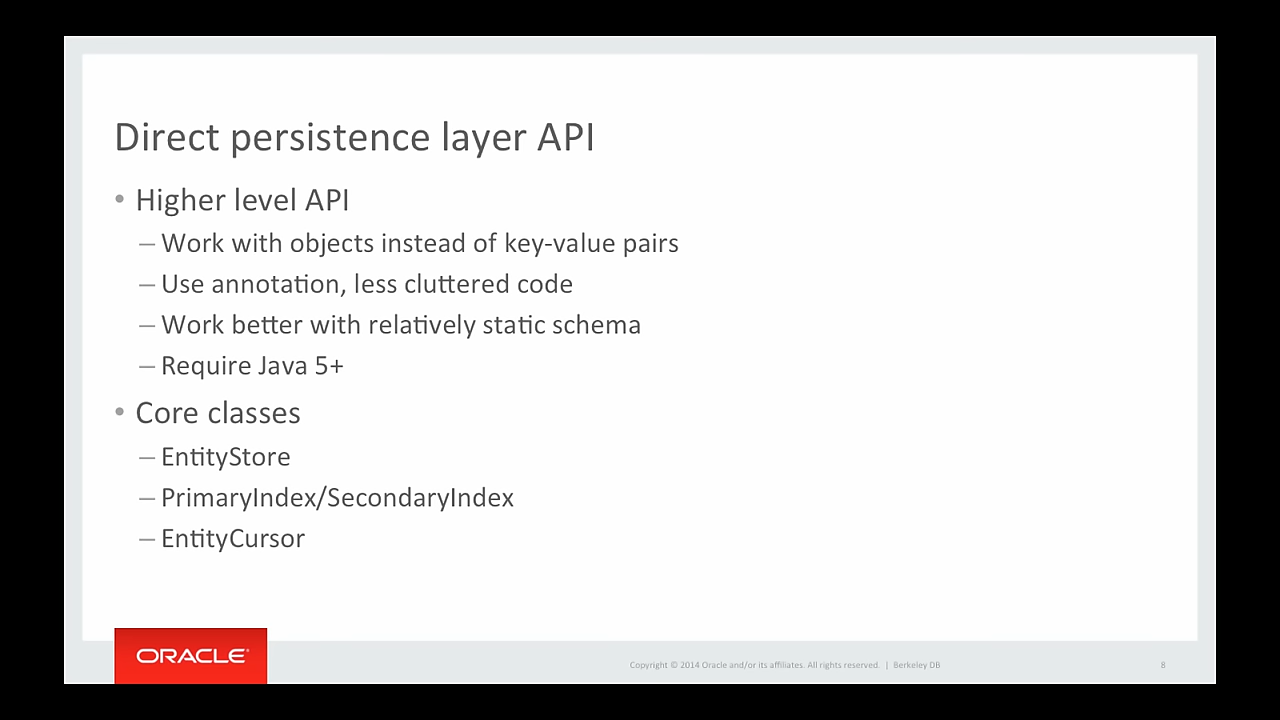 Direct persistence layer API
• Higher level API
– Work with objects instead of key-value pairs
– Use annotation, less cluttered code
– Work better with relatively static schema
– Require Java 5+
• Core classes
– EntityStore
– PrimaryIndex/SecondaryIndex
– EntityCursor
ORACLE®
Copyright © 2014 Oracle and/or its affiliates. All rights reserved. | Berkeley DB
8